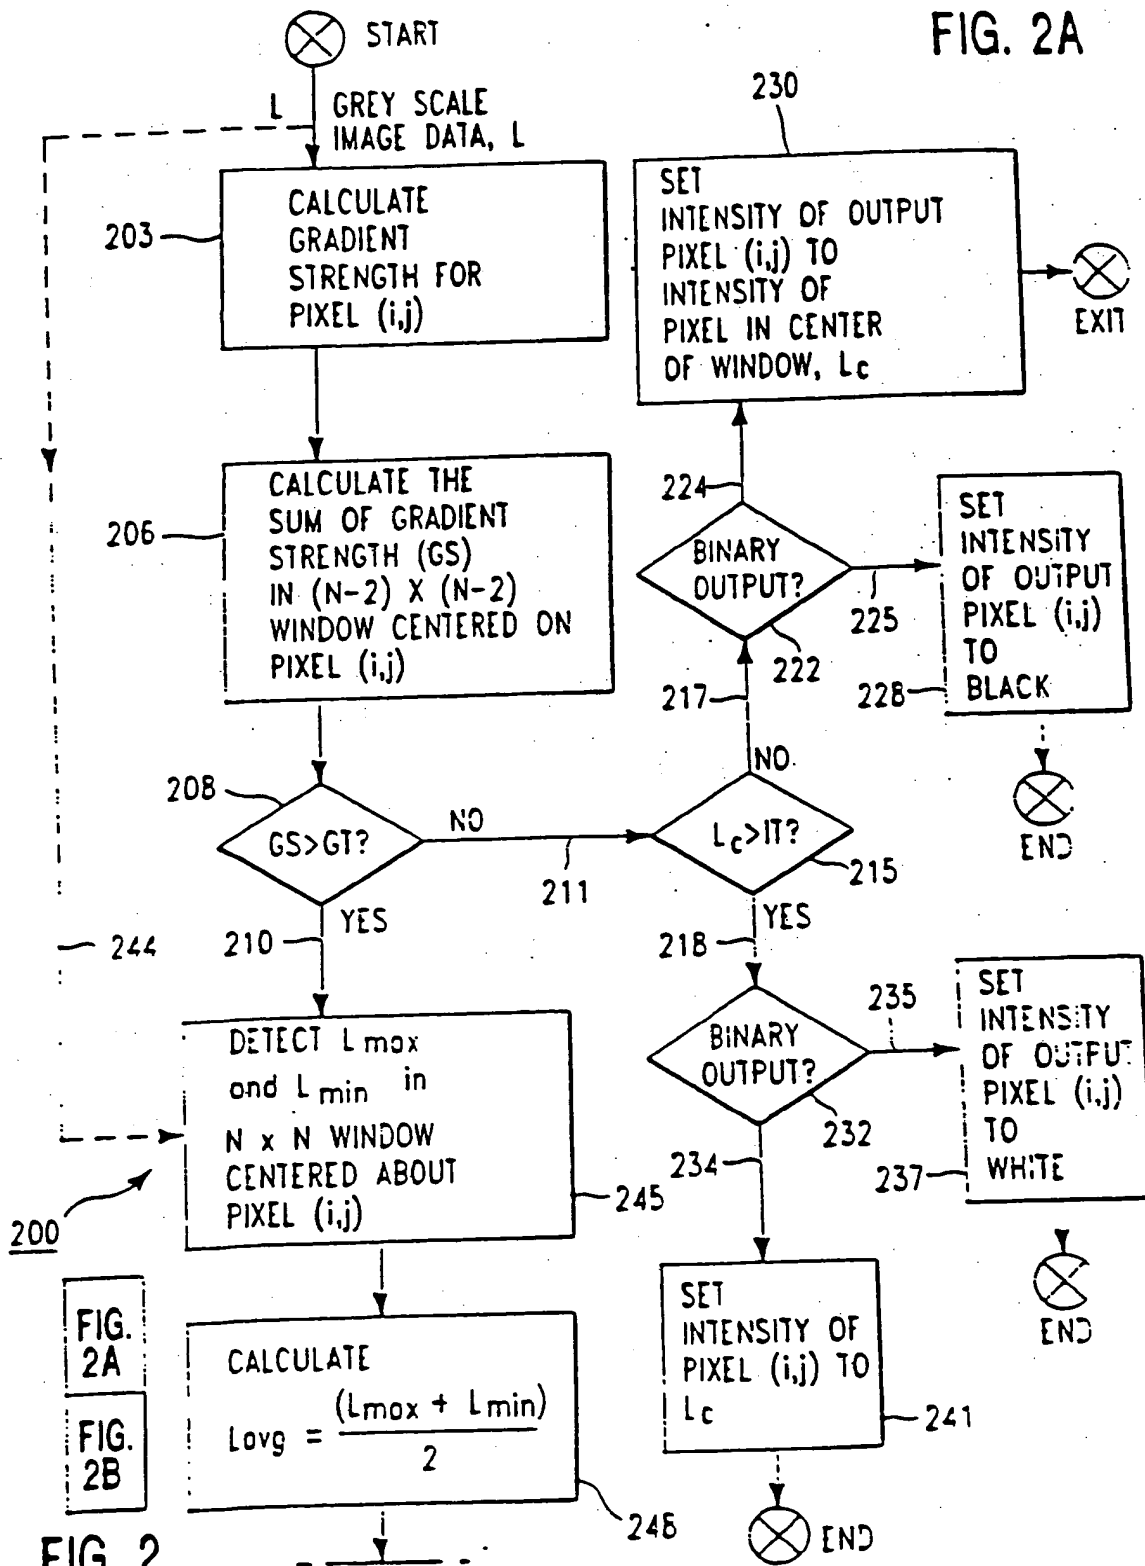 FIG. 2A
START
L
GREY SCALE
IMAGE DATA, L
203
CALCULATE
GRADIENT
STRENGTH FOR
PIXEL (i,j)
206
CALCULATE THE
SUM OF GRADIENT
STRENGTH (GS)
IN (N-2) X (N-2)
WINDOW CENTERED ON
PIXEL (i,j)
208
GS>GT?
NO
211
YES
210
244
DETECT Lmax
and Lmin in
N x N WINDOW
CENTERED ABOUT
PIXEL (i,j)
245
200
CALCULATE
Lavg = (Lmax + Lmin)
2
248
FIG.
2A
FIG.
2B
FIG. 2
230
SET
INTENSITY OF OUTPUT
PIXEL (i,j) TO
INTENSITY OF
PIXEL IN CENTER
OF WINDOW, Lc
EXIT
224
BINARY
OUTPUT?
225
222
SET
INTENSITY
OF OUTPUT
PIXEL (i,j)
TO
BLACK
228
END
217
NO
Lc>IT?
215
YES
218
BINARY
OUTPUT?
235
232
SET
INTENSITY
OF OUTPUT
PIXEL (i,j)
TO
WHITE
237
END
234
SET
INTENSITY OF
PIXEL (i,j) TO
Lc
241
END